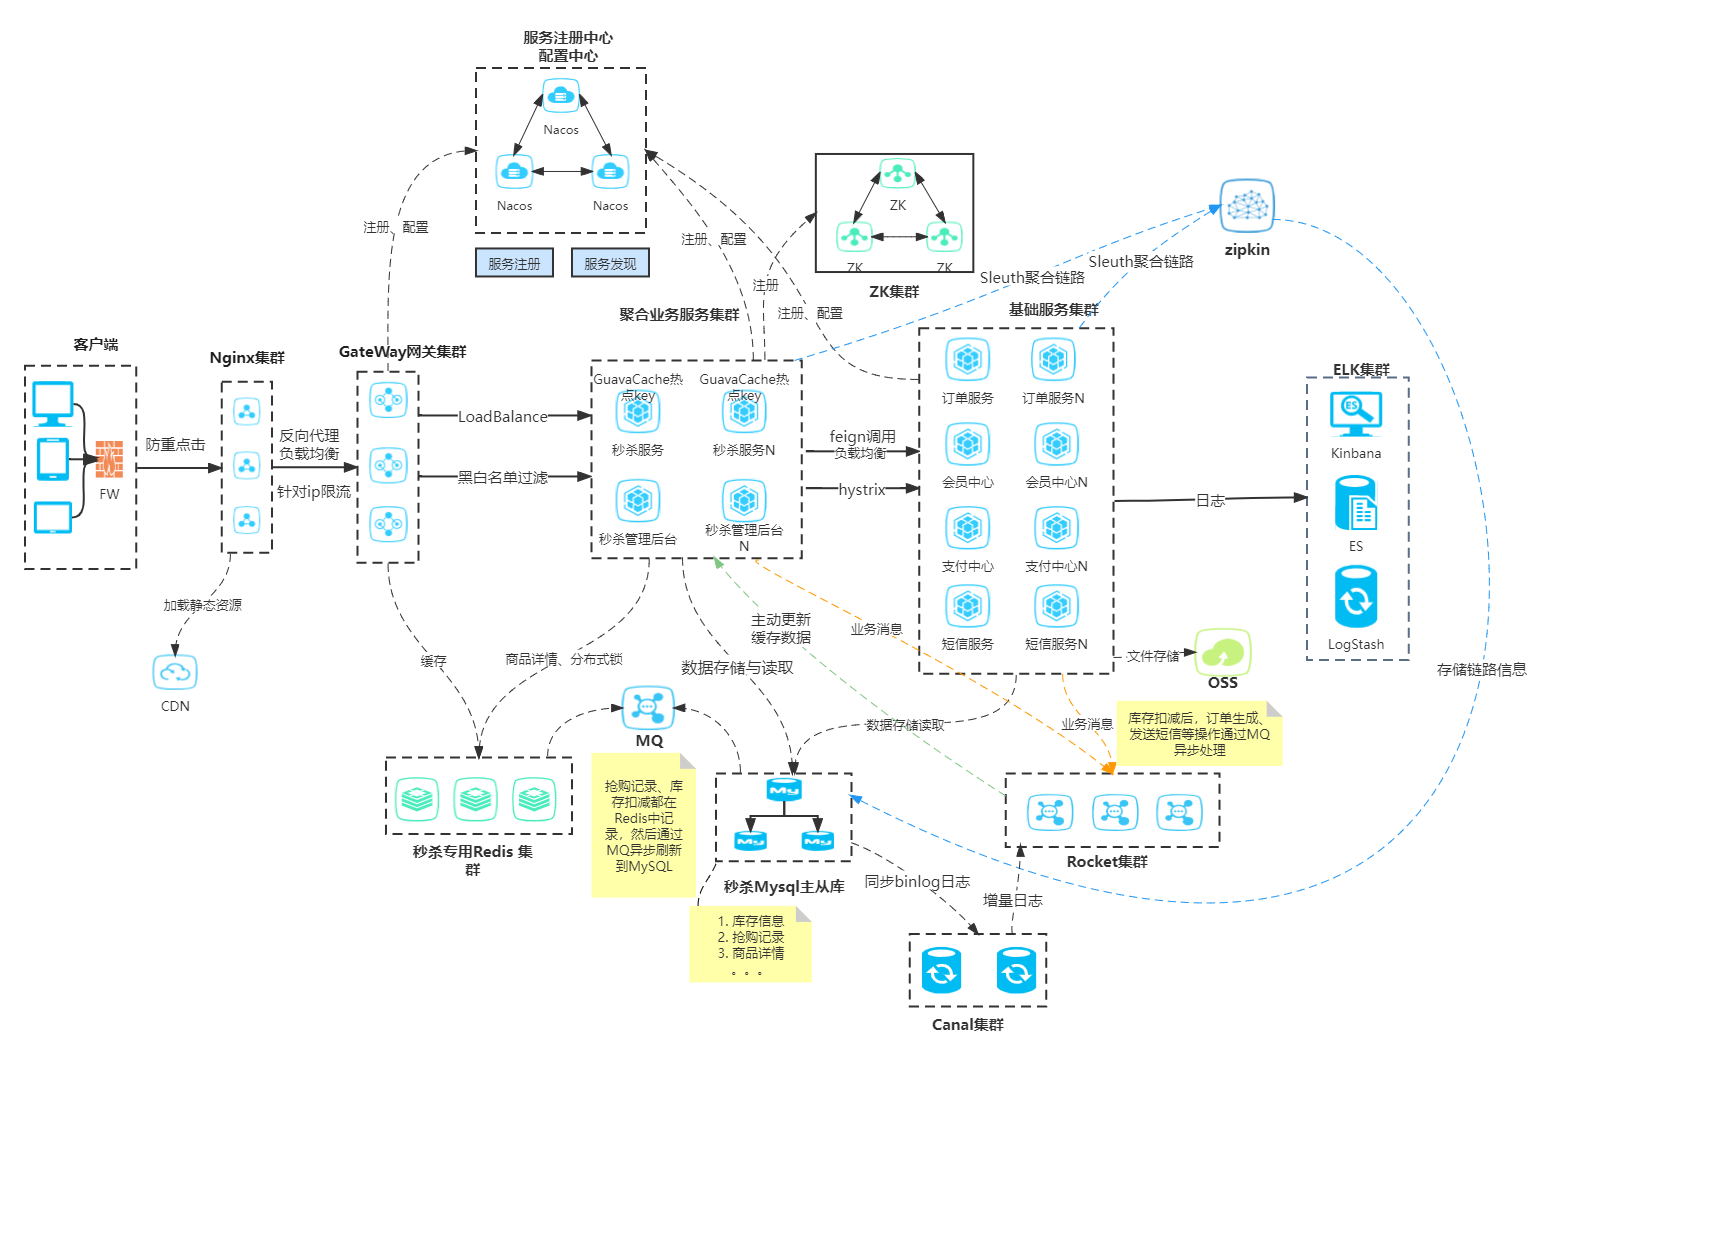 服务注册中心
配置中心
Nacos
Nacos
Nacos
服务注册
服务发现
注册、配置
注册、配置
注册
注册、配置
ZK
ZK
ZK
ZK集群
zipkin
Sleuth聚合链路
Sleuth聚合链路
客户端
FW
防重点击
Nginx集群
反向代理
负载均衡
针对ip限流
GateWay网关集群
LoadBalance
黑白名单过滤
聚合业务服务集群
GuavaCache热
点key
秒杀服务
GuavaCache热
点key
秒杀服务N
秒杀管理后台
秒杀管理后台
N
feign调用
负载均衡
hystrix
基础服务集群
订单服务
订单服务N
会员中心
会员中心N
支付中心
支付中心N
短信服务
短信服务N
日志
ELK集群
Kinbana
ES
LogStash
文件存储
OSS
存储链路信息
加载静态资源
CDN
缓存
商品详情、分布式锁
数据存储与读取
主动更新
缓存数据
业务消息
数据存储读取
业务消息
库存扣减后，订单生成、
发送短信等操作通过MQ
异步处理
MQ
秒杀专用Redis 集
群
抢购记录、库
存扣减都在
Redis中记
录，然后通过
MQ异步刷新
到MySQL
My
My
My
秒杀Mysql主从库
1. 库存信息
2. 抢购记录
3. 商品详情
。。。
同步binlog日志
增量日志
Rocket集群
Canal集群